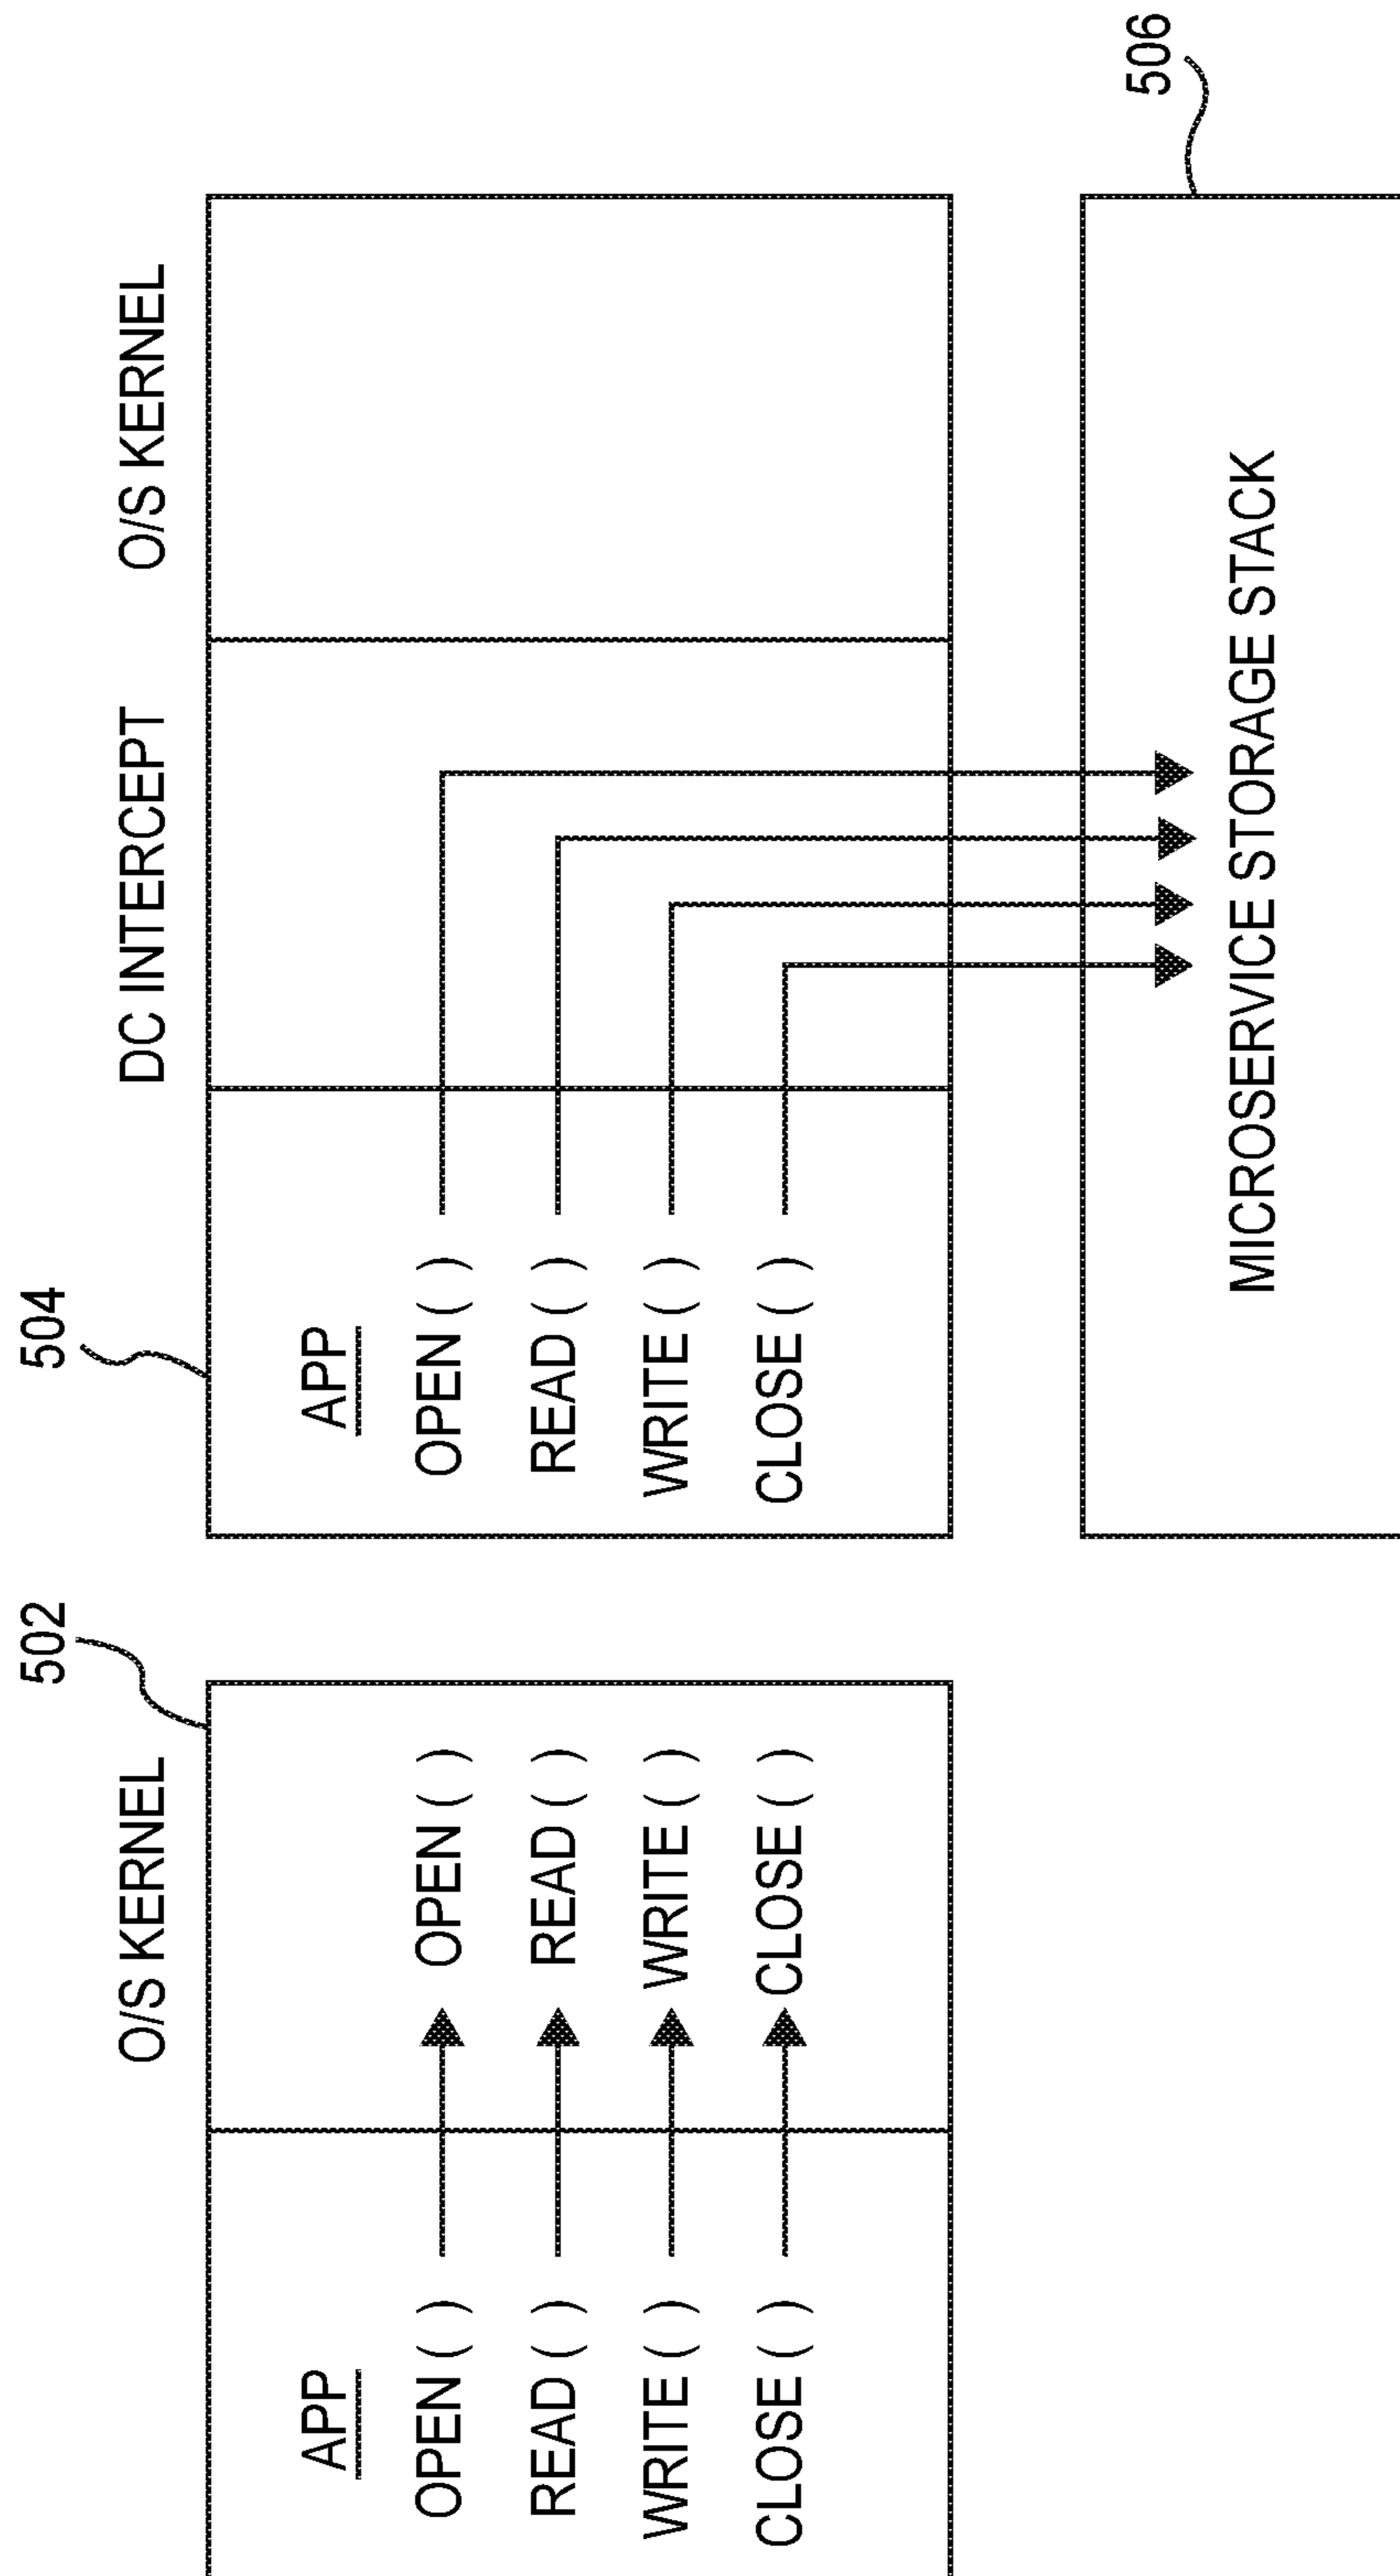 502
O/S KERNEL
APP
OPEN ( )
READ ( )
WRITE ( )
CLOSE ( )
OPEN ( )
READ ( )
WRITE ( )
CLOSE ( )
504
DC INTERCEPT
O/S KERNEL
APP
OPEN ( )
READ ( )
WRITE ( )
CLOSE ( )
506
MICROSERVICE STORAGE STACK